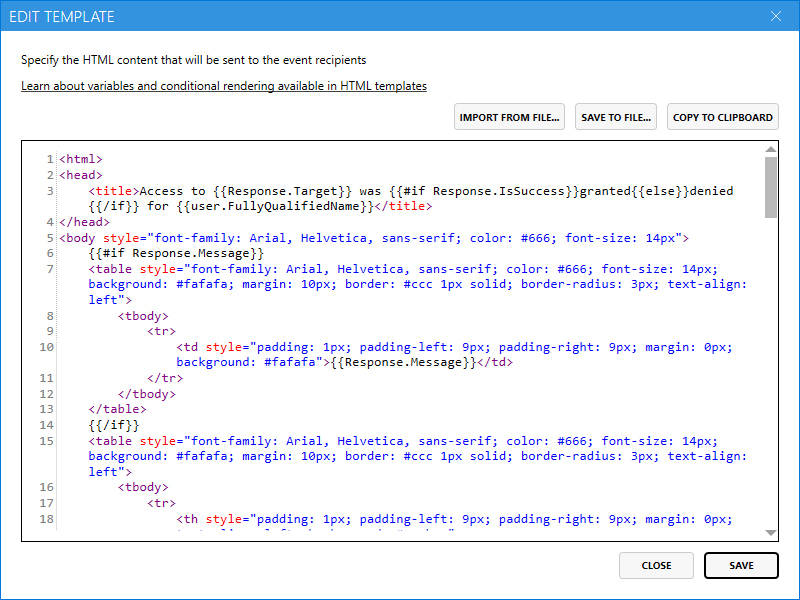 EDIT TEMPLATE
Specify the HTML content that will be sent to the event recipients
Learn about variables and conditional rendering available in HTML templates
IMPORT FROM FILE... SAVE TO FILE... COPY TO CLIPBOARD
1 <html>
2 <head>
3 <title>Access to {{Response.Target}} was {{#if Response.IsSuccess}}granted{{else}}denied
{{/if}} for {{user.FullyQualifiedName}}</title>
4 </head>
5 <body style="font-family: Arial, Helvetica, sans-serif; color: #666; font-size: 14px">
6 {{#if Response.Message}}
7 <table style="font-family: Arial, Helvetica, sans-serif; color: #666; font-size: 14px;
background: #fafafa; margin: 10px; border: #ccc 1px solid; border-radius: 3px; text-align:
left">
8 <tbody>
9 <tr>
10 <td style="padding: 1px; padding-left: 9px; padding-right: 9px; margin: 0px;
background: #fafafa">{{Response.Message}}</td>
11 </tr>
12 </tbody>
13 </table>
14 {{/if}}
15 <table style="font-family: Arial, Helvetica, sans-serif; color: #666; font-size: 14px;
background: #fafafa; margin: 10px; border: #ccc 1px solid; border-radius: 3px; text-align:
left">
16 <tbody>
17 <tr>
18 <th style="padding: 1px; padding-left: 9px; padding-right: 9px; margin: 0px;
CLOSE SAVE